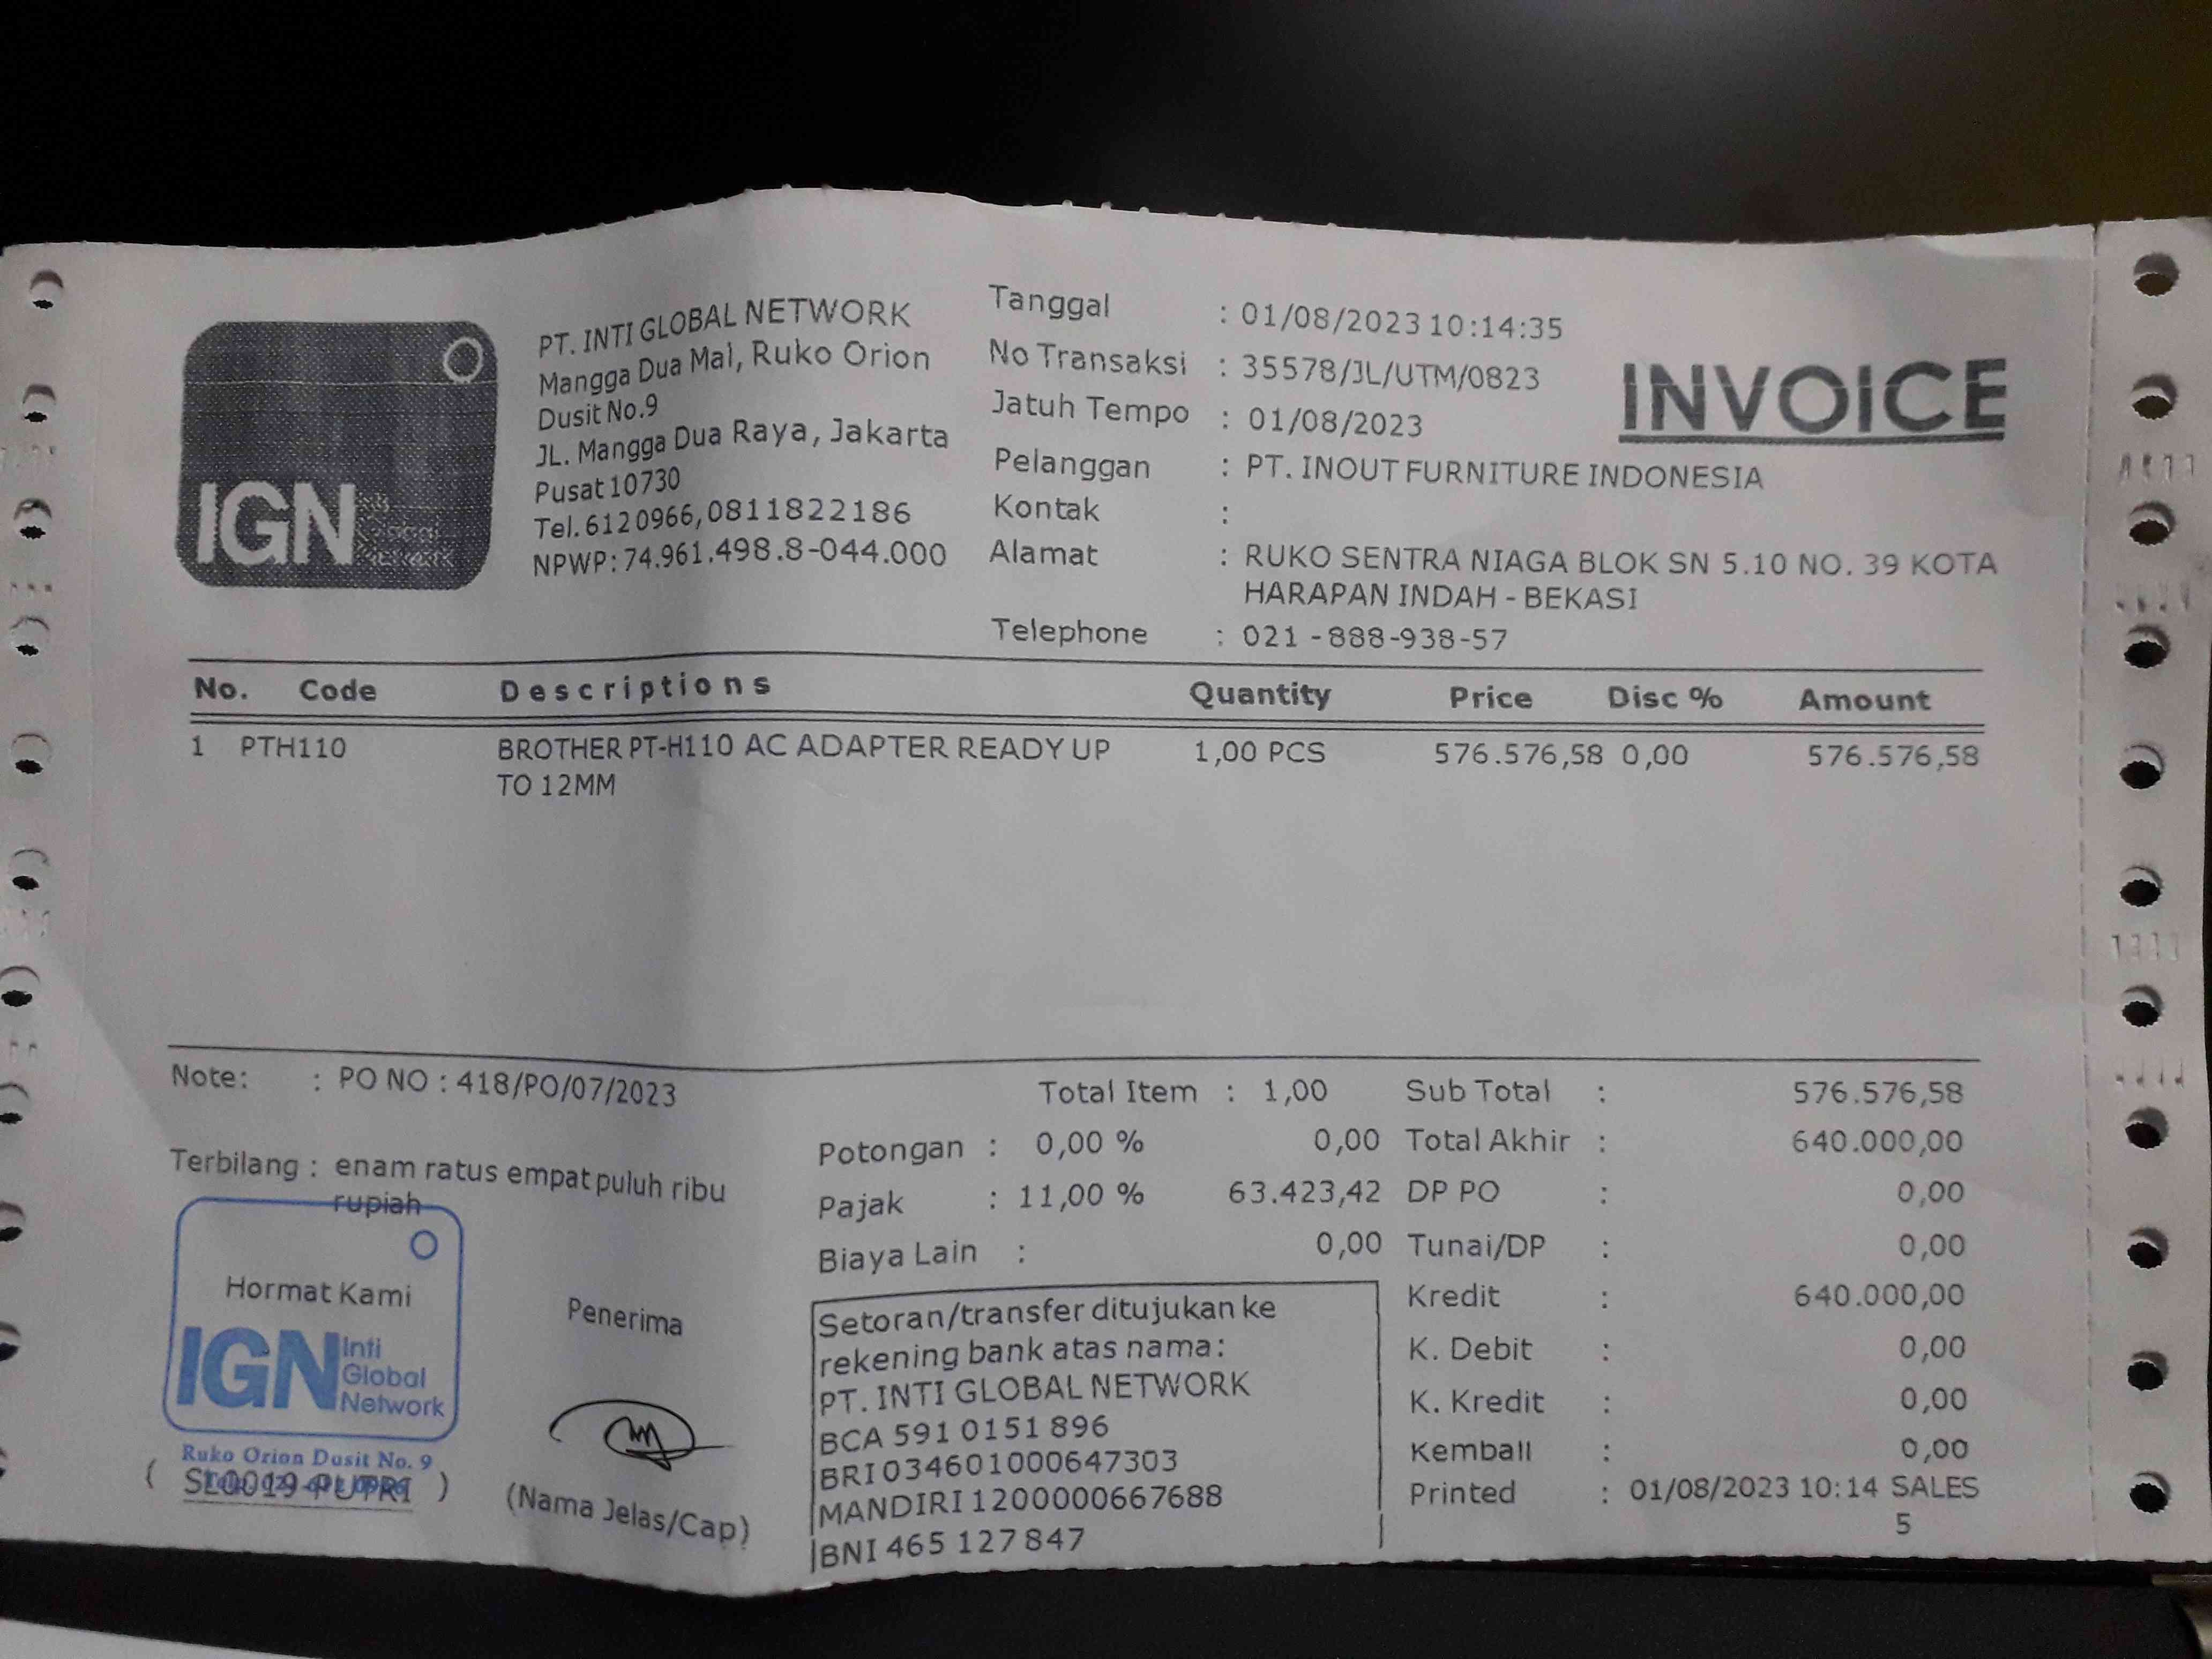 IGN
PT. INTI GLOBAL NETWORK
Mangga Dua Mal, Ruko Orion
Dusit No.9
JL. Mangga Dua Raya, Jakarta
Pusat 10730
Tel. 6120966,0811822186
NPWP: 74.961.498.8-044.000
Tanggal : 01/08/2023 10:14:35
No Transaksi : 35578/JL/UTM/0823
Jatuh Tempo : 01/08/2023
Pelanggan : PT. INOUT FURNITURE INDONESIA
Kontak :
Alamat : RUKO SENTRA NIAGA BLOK SN 5.10 NO. 39 KOTA
HARAPAN INDAH - BEKASI
Telephone : 021 - 888-938-57
INVOICE
No. Code Descriptions Quantity Price Disc % Amount
1 PTH110 BROTHER PT-H110 AC ADAPTER READY UP 1,00 PCS 576.576,58 0,00 576.576,58
TO 12MM
Note: : PO NO : 418/PO/07/2023
Terbilang : enam ratus empat puluh ribu
rupiah
Total Item : 1,00
Potongan : 0,00 % 0,00
Pajak : 11,00 % 63.423,42
Biaya Lain : 0,00
Sub Total : 576.576,58
Total Akhir : 640.000,00
DP PO : 0,00
Tunai/DP : 0,00
Kredit : 640.000,00
K. Debit : 0,00
K. Kredit : 0,00
Kembali : 0,00
Printed : 01/08/2023 10:14 SALES
5
Hormat Kami
IGN Inti
Global
Network
Ruko Orion Dusit No. 9
( SL0019-PUTRI )
Penerima
(Nama Jelas/Cap)
Setoran/transfer ditujukan ke
rekening bank atas nama:
PT. INTI GLOBAL NETWORK
BCA 591 0151 896
BRI 034601000647303
MANDIRI 1200000667688
BNI 465 127 847